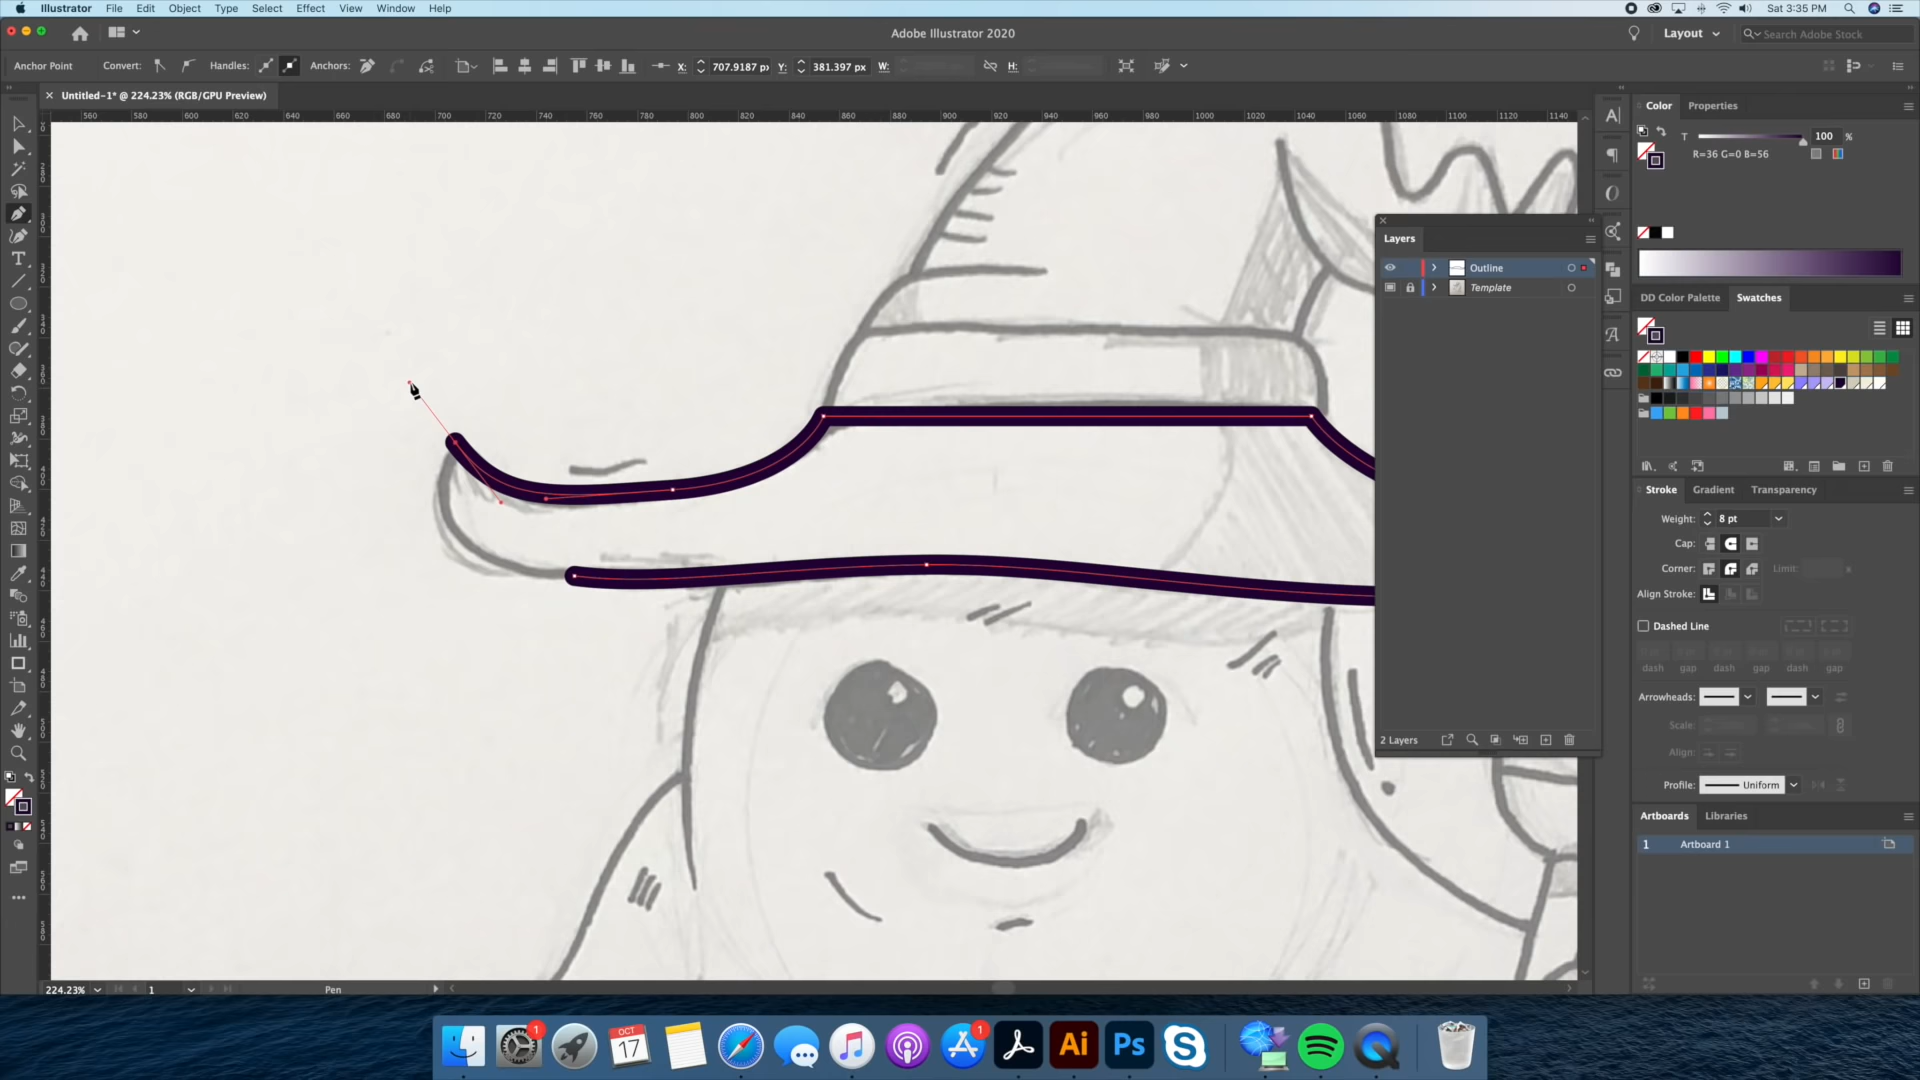 Illustrator File Edit Object Type Select Effect View Window Help
Sat 3:35 PM
Adobe Illustrator 2020
Layout
Search Adobe Stock
Anchor Point Convert: Handles: Anchors: X: 707.9187 px Y: 381.397 px W: H:
Untitled-1* @ 224.23% (RGB/GPU Preview)
560 600 620 640 660 680 700 720 740 760 780 800 820 840 860 880 900 920 940 960 980 1000 1020 1040 1060 1080 1100 1120 1140
Color Properties
T 100 %
R=36 G=0 B=56
Layers
Outline
Template
2 Layers
DD Color Palette Swatches
Stroke Gradient Transparency
Weight: 8 pt
Cap:
Corner: Limit:
Align Stroke:
Dashed Line
dash gap dash gap dash gap
Arrowheads:
Scale:
Align:
Profile: Uniform
Artboards Libraries
1 Artboard 1
224.23% 1 Pen
1
OCT
17
1
Ai
Ps
S